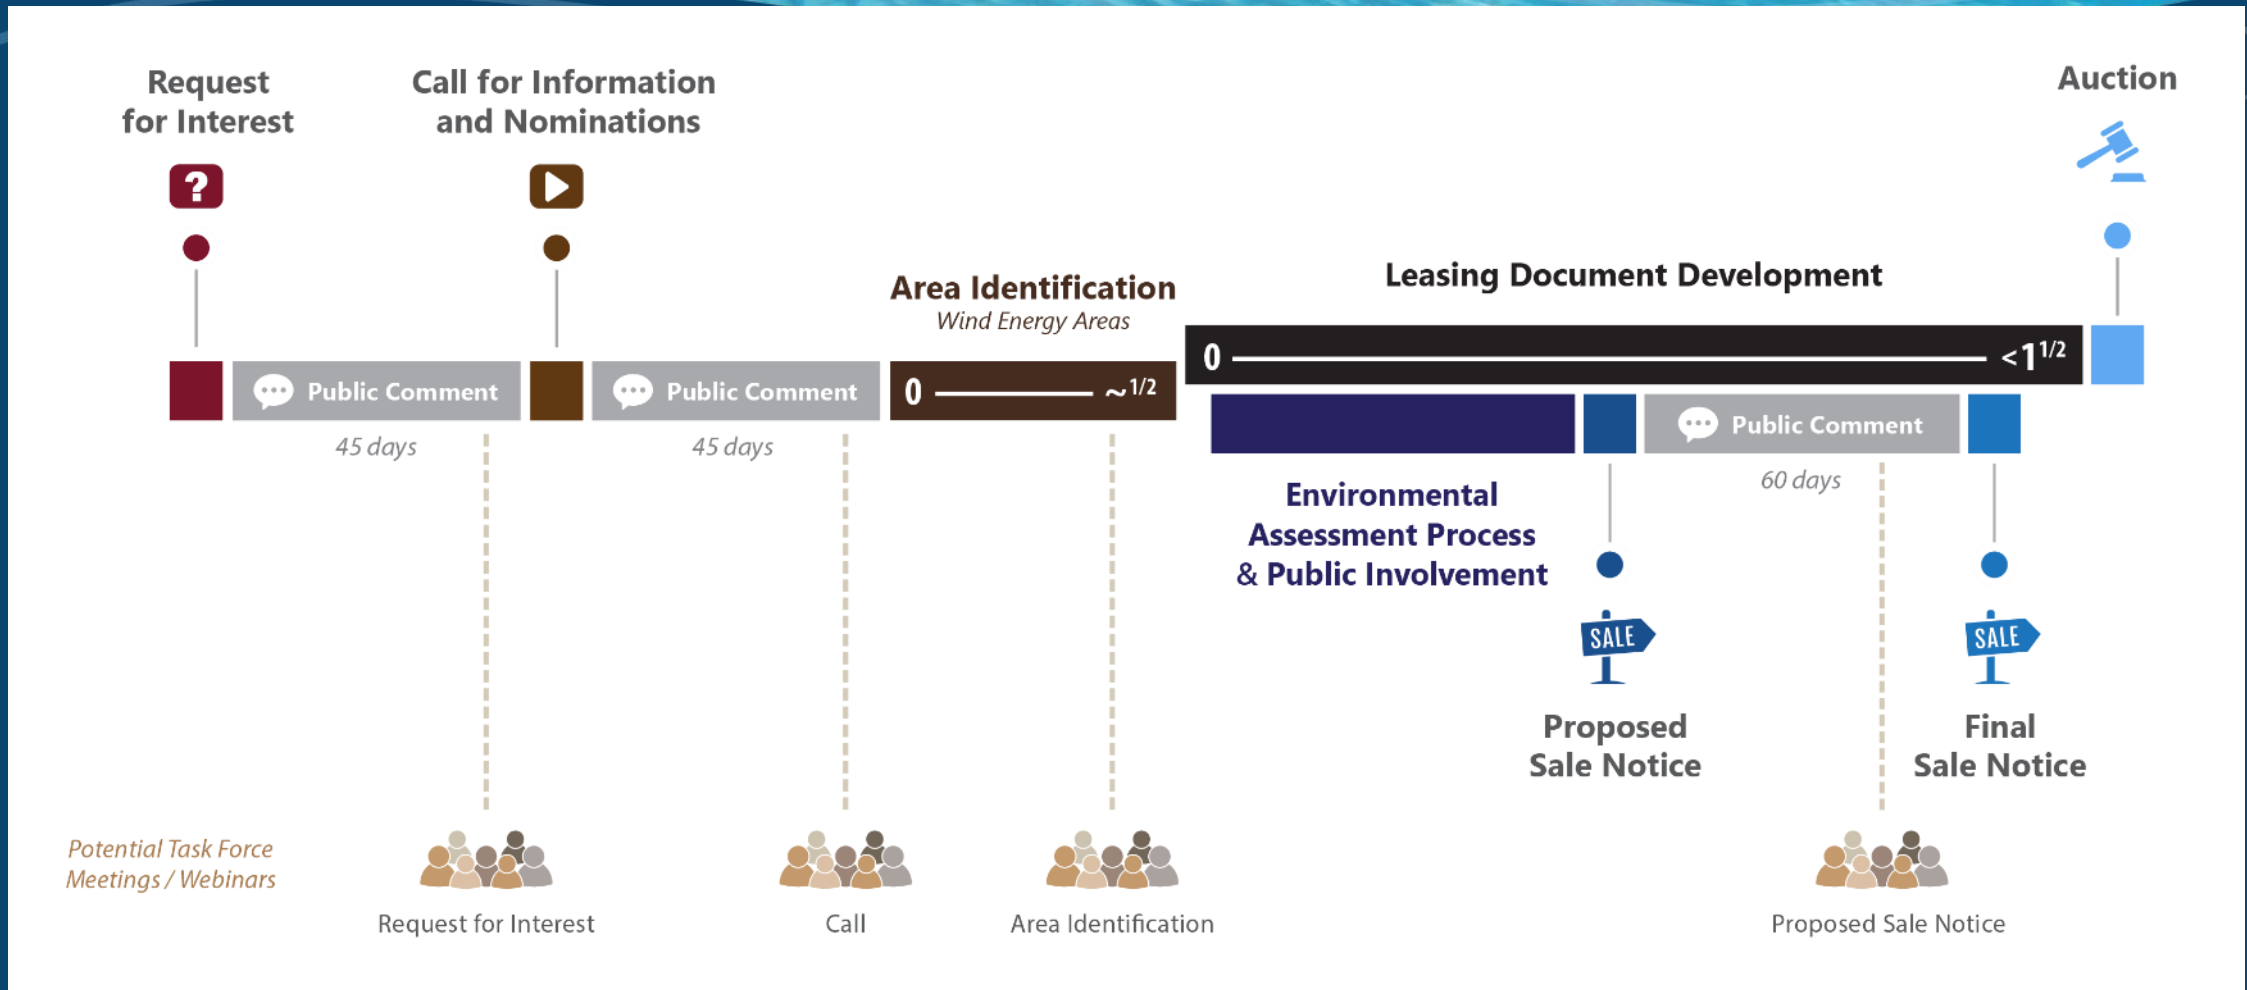 Request
for Interest
?
Call for Information
and Nominations
Auction
Area Identification
Wind Energy Areas
Leasing Document Development
0 <1 1/2
Public Comment
Public Comment
0 ~1/2
Public Comment
45 days
45 days
60 days
Environmental
Assessment Process
& Public Involvement
SALE
SALE
Proposed
Sale Notice
Final
Sale Notice
Potential Task Force
Meetings / Webinars
Request for Interest
Call
Area Identification
Proposed Sale Notice